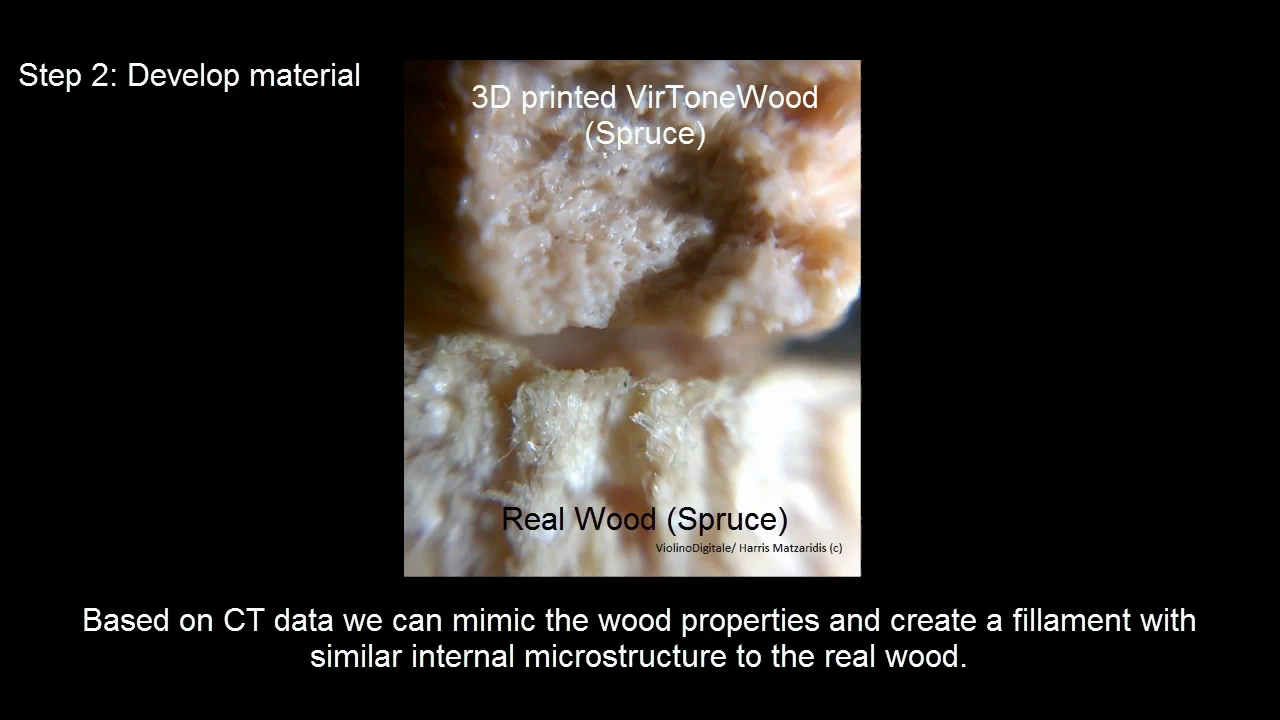 Step 2: Develop material
3D printed VirToneWood
(Spruce)
Real Wood (Spruce)
ViolinoDigitale/ Harris Matzaridis (c)
Based on CT data we can mimic the wood properties and create a fillament with
similar internal microstructure to the real wood.